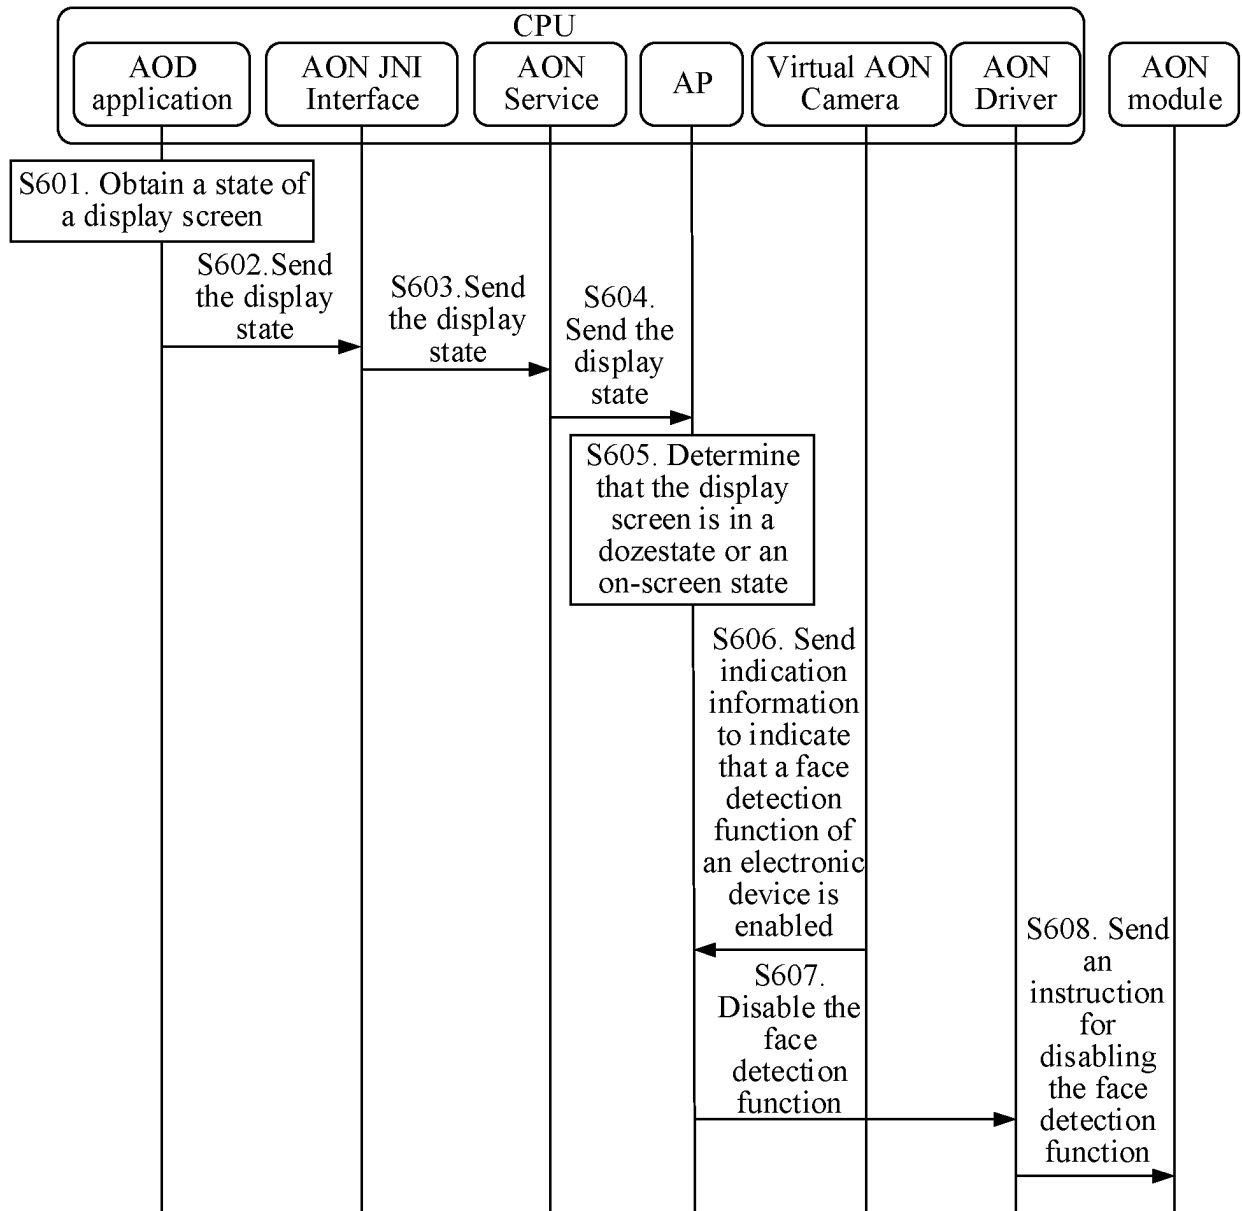 CPU
AOD
application
AON JNI
Interface
AON
Service
AP
Virtual AON
Camera
AON
Driver
AON
module
S601. Obtain a state of
a display screen
S602.Send
the display
state
S603.Send
the display
state
S604.
Send the
display
state
S605. Determine
that the display
screen is in a
dozestate or an
on-screen state
S606. Send
indication
information
to indicate
that a face
detection
function of
an electronic
device is
enabled
S607.
Disable the
face
detection
function
S608. Send
an
instruction
for
disabling
the face
detection
function